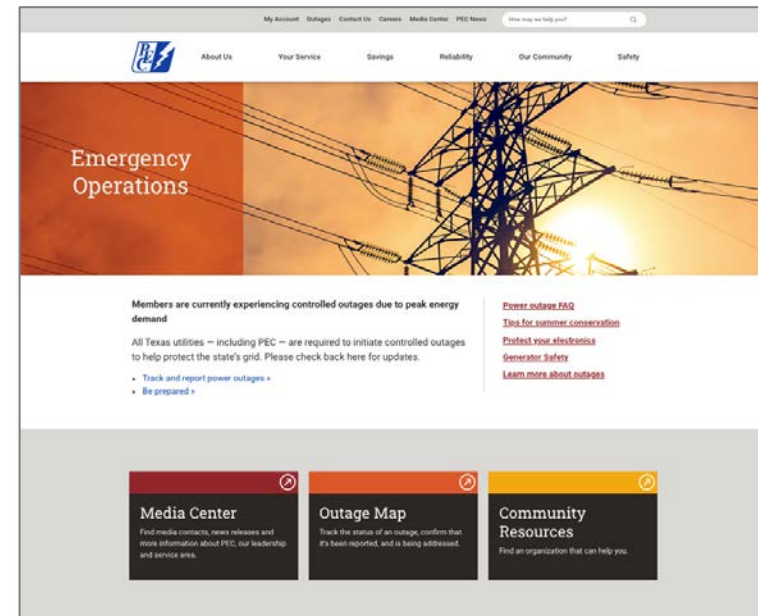 My Account Outages Contact Us Careers Media Center PEC News How may we help you?
PEC
About Us Your Service Savings Reliability Our Community Safety
Emergency
Operations
Members are currently experiencing controlled outages due to peak energy
demand
All Texas utilities — including PEC — are required to initiate controlled outages
to help protect the state's grid. Please check back here for updates.
• Track and report power outages »
• Be prepared »
Power outage FAQ
Tips for summer conservation
Protect your electronics
Generator Safety
Learn more about outages
Media Center
Find media contacts, news releases and
more information about PEC, our leadership
and service area.
Outage Map
Track the status of an outage, confirm that
it's been reported, and is being addressed.
Community
Resources
Find an organization that can help you.